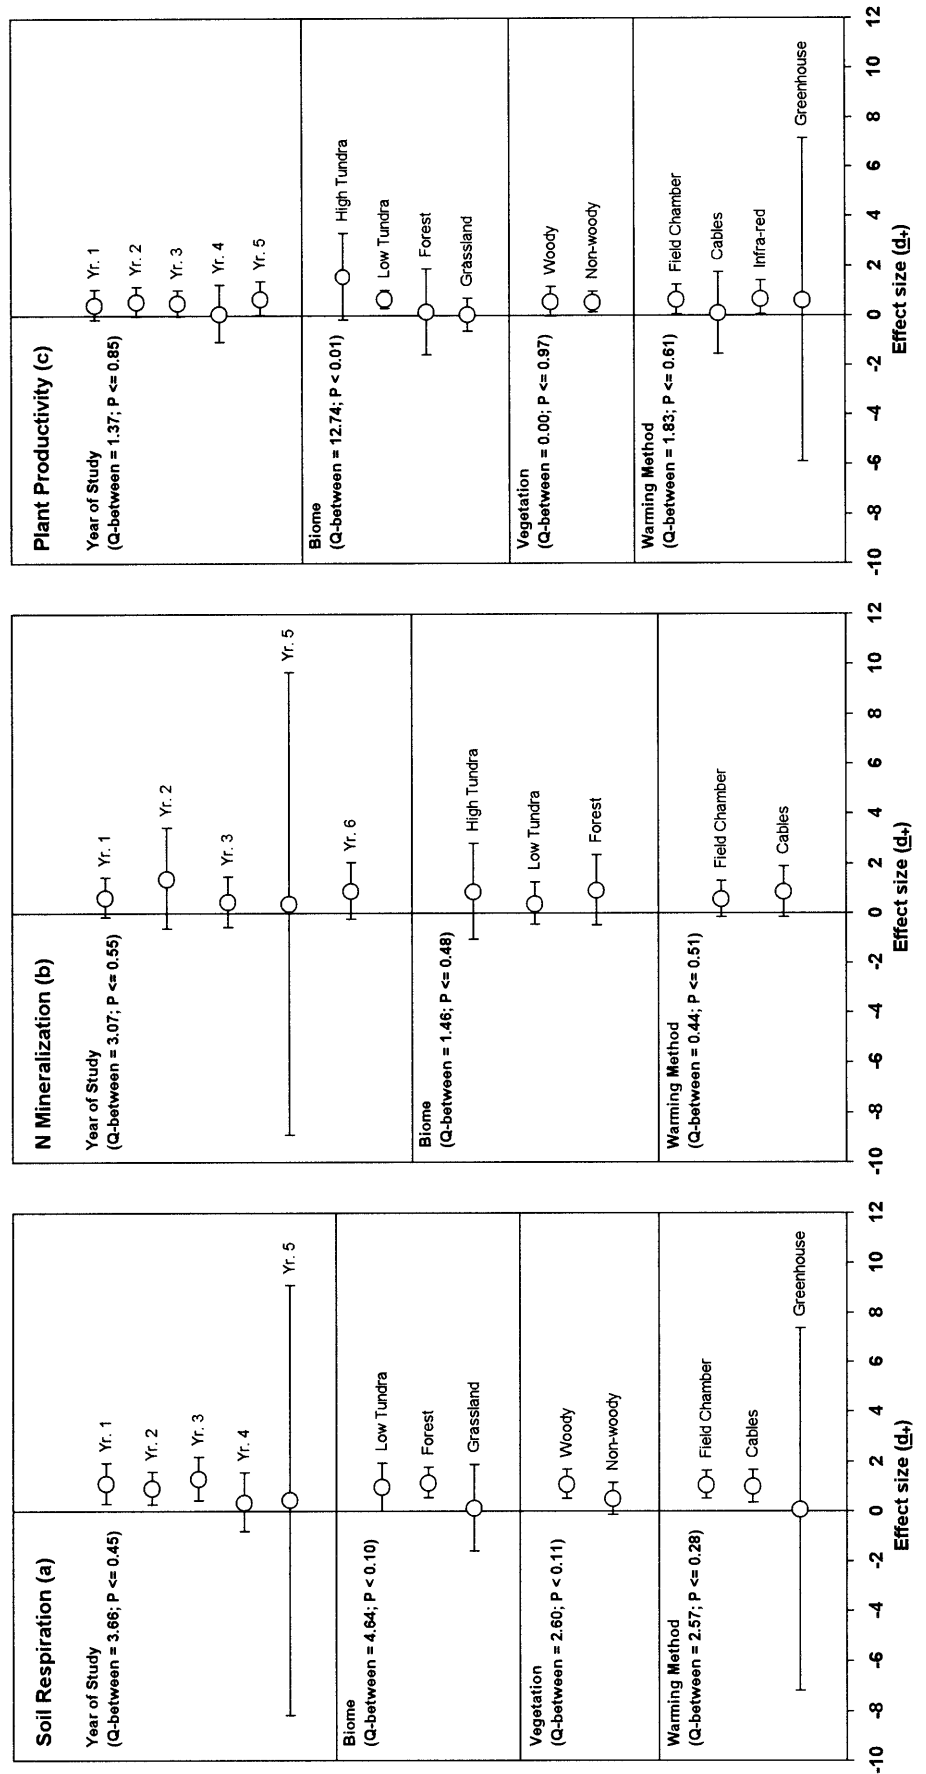 Soil Respiration (a)
Year of Study
(Q-between = 3.66; P <= 0.45)
Yr. 1
Yr. 2
Yr. 3
Yr. 4
Yr. 5
Biome
(Q-between = 4.64; P < 0.10)
Low Tundra
Forest
Grassland
Vegetation
(Q-between = 2.60; P < 0.11)
Woody
Non-woody
Warming Method
(Q-between = 2.57; P <= 0.28)
Field Chamber
Cables
Greenhouse
-10 -8 -6 -4 -2 0 2 4 6 8 10 12
Effect size (d+)
N Mineralization (b)
Year of Study
(Q-between = 3.07; P <= 0.55)
Yr. 1
Yr. 2
Yr. 3
Yr. 5
Yr. 6
Biome
(Q-between = 1.46; P <= 0.48)
High Tundra
Low Tundra
Forest
Warming Method
(Q-between = 0.44; P <= 0.51)
Field Chamber
Cables
-10 -8 -6 -4 -2 0 2 4 6 8 10 12
Effect size (d+)
Plant Productivity (c)
Year of Study
(Q-between = 1.37; P <= 0.85)
Yr. 1
Yr. 2
Yr. 3
Yr. 4
Yr. 5
Biome
(Q-between = 12.74; P < 0.01)
High Tundra
Low Tundra
Forest
Grassland
Vegetation
(Q-between = 0.00; P <= 0.97)
Woody
Non-woody
Warming Method
(Q-between = 1.83; P <= 0.61)
Field Chamber
Cables
Infra-red
Greenhouse
-10 -8 -6 -4 -2 0 2 4 6 8 10 12
Effect size (d+)